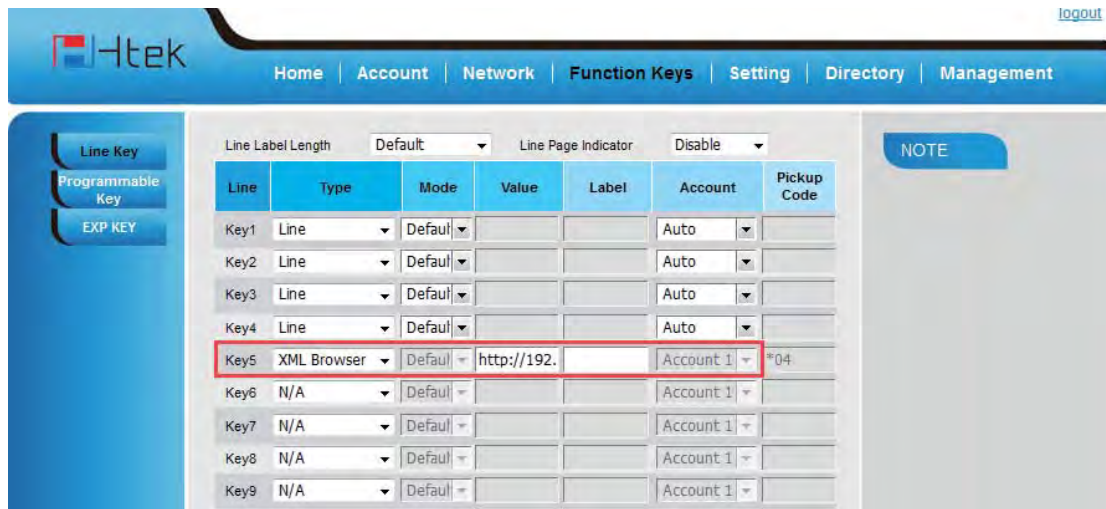 logout
Htek
Home | Account | Network | Function Keys | Setting | Directory | Management
Line Key
Programmable Key
EXP KEY
Line Label Length Default Line Page Indicator Disable
NOTE
Line Type Mode Value Label Account Pickup Code
Key1 Line Defaul Auto
Key2 Line Defaul Auto
Key3 Line Defaul Auto
Key4 Line Defaul Auto
Key5 XML Browser Defaul http://192. Account 1 *04
Key6 N/A Defaul Account 1
Key7 N/A Defaul Account 1
Key8 N/A Defaul Account 1
Key9 N/A Defaul Account 1